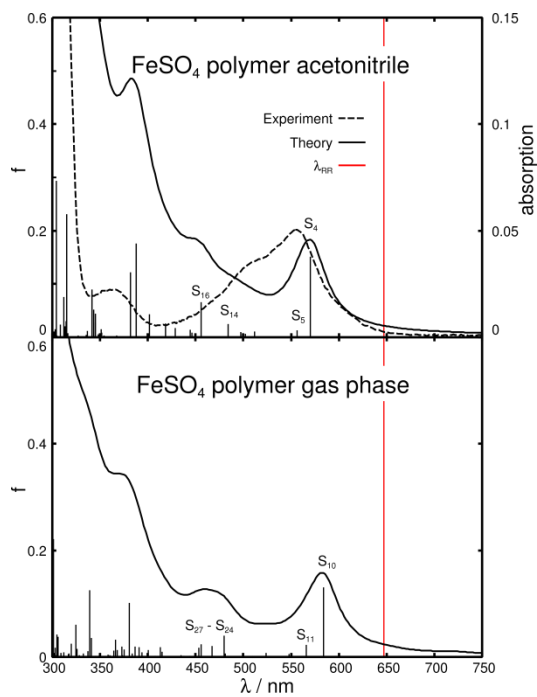 0.6
0.15
FeSO4 polymer acetonitrile
Experiment
Theory
λRR
0.4
0.1
f
absorption
S4
0.2
0.05
S16
S14
S5
0
0
0.6
FeSO4 polymer gas phase
0.4
f
0.2
S10
S27 - S24
S11
0
300 350 400 450 500 550 600 650 700 750
λ / nm